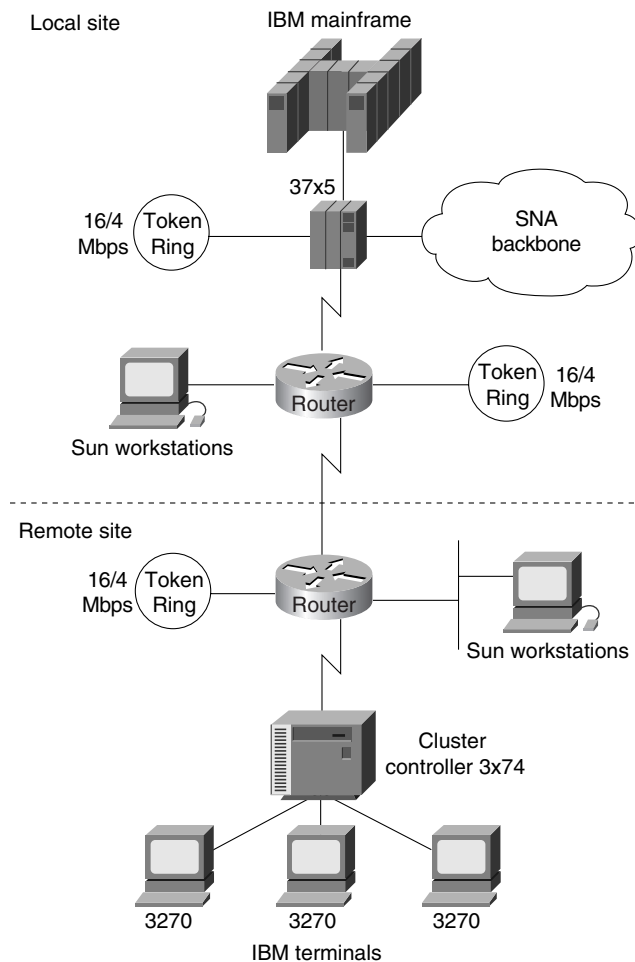 Local site
IBM mainframe
37x5
16/4
Mbps
Token
Ring
SNA
backbone
Router
Token
Ring
16/4
Mbps
Sun workstations
Remote site
16/4
Mbps
Token
Ring
Router
Sun workstations
Cluster
controller 3x74
3270
3270
3270
IBM terminals